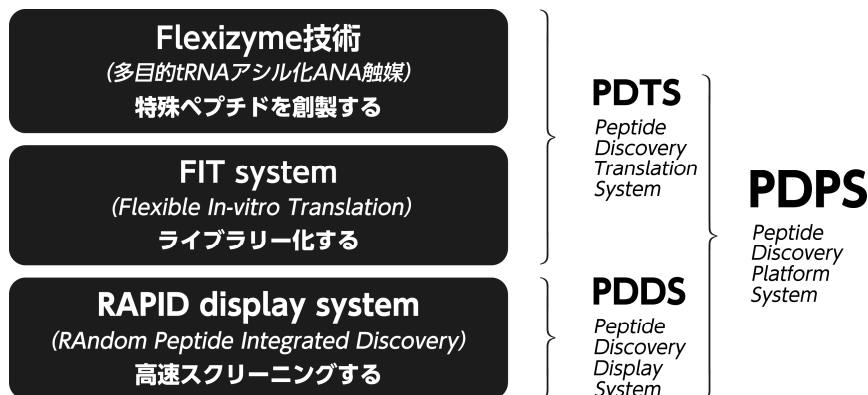 Flexizyme技術
(多目的tRNAアシル化ANA触媒)
特殊ペプチドを創製する
FIT system
(Flexible In-vitro Translation)
ライブラリー化する
RAPID display system
(RAndom Peptide Integrated Discovery)
高速スクリーニングする
PDTS
Peptide
Discovery
Translation
System
PDDS
Peptide
Discovery
Display
System
PDPS
Peptide
Discovery
Platform
System